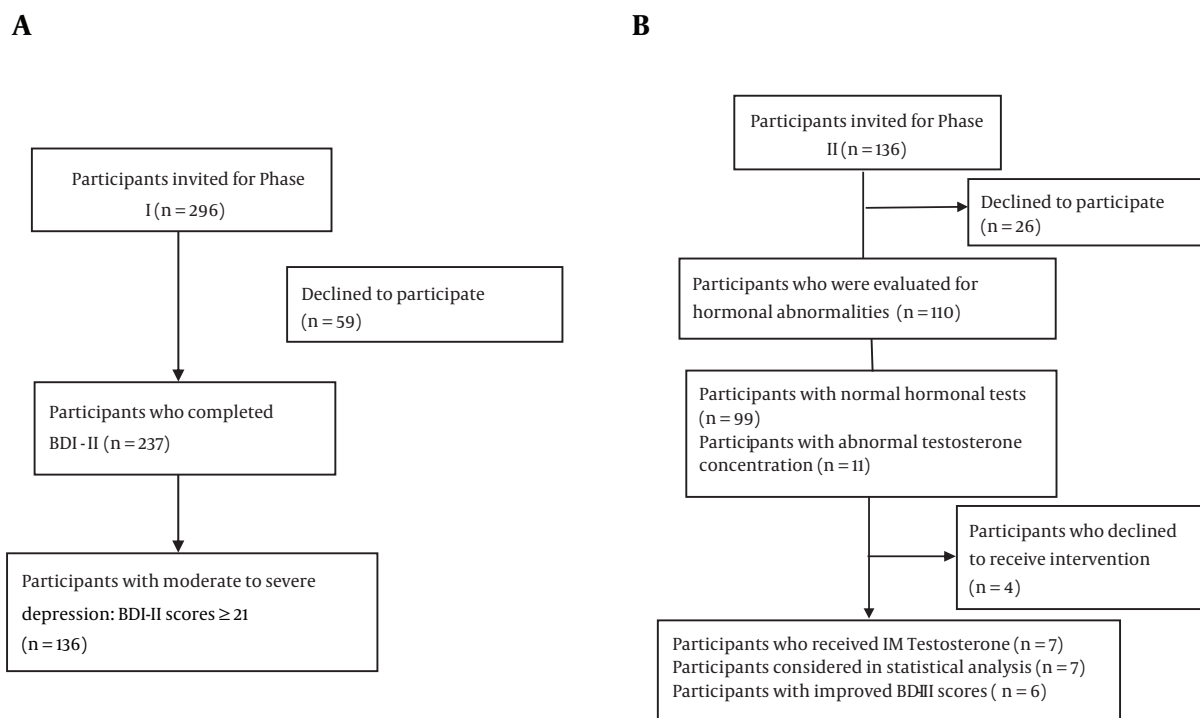 A
Participants invited for Phase
I (n = 296)
Declined to participate
(n = 59)
Participants who completed
BDI - II (n = 237)
Participants with moderate to severe
depression: BDI-II scores ≥ 21
(n = 136)
B
Participants invited for Phase
II (n = 136)
Declined to participate
(n = 26)
Participants who were evaluated for
hormonal abnormalities (n = 110)
Participants with normal hormonal tests
(n = 99)
Participants with abnormal testosterone
concentration (n = 11)
Participants who declined
to receive intervention
(n = 4)
Participants who received IM Testosterone (n = 7)
Participants considered in statistical analysis (n = 7)
Participants with improved BDI-II scores ( n = 6)